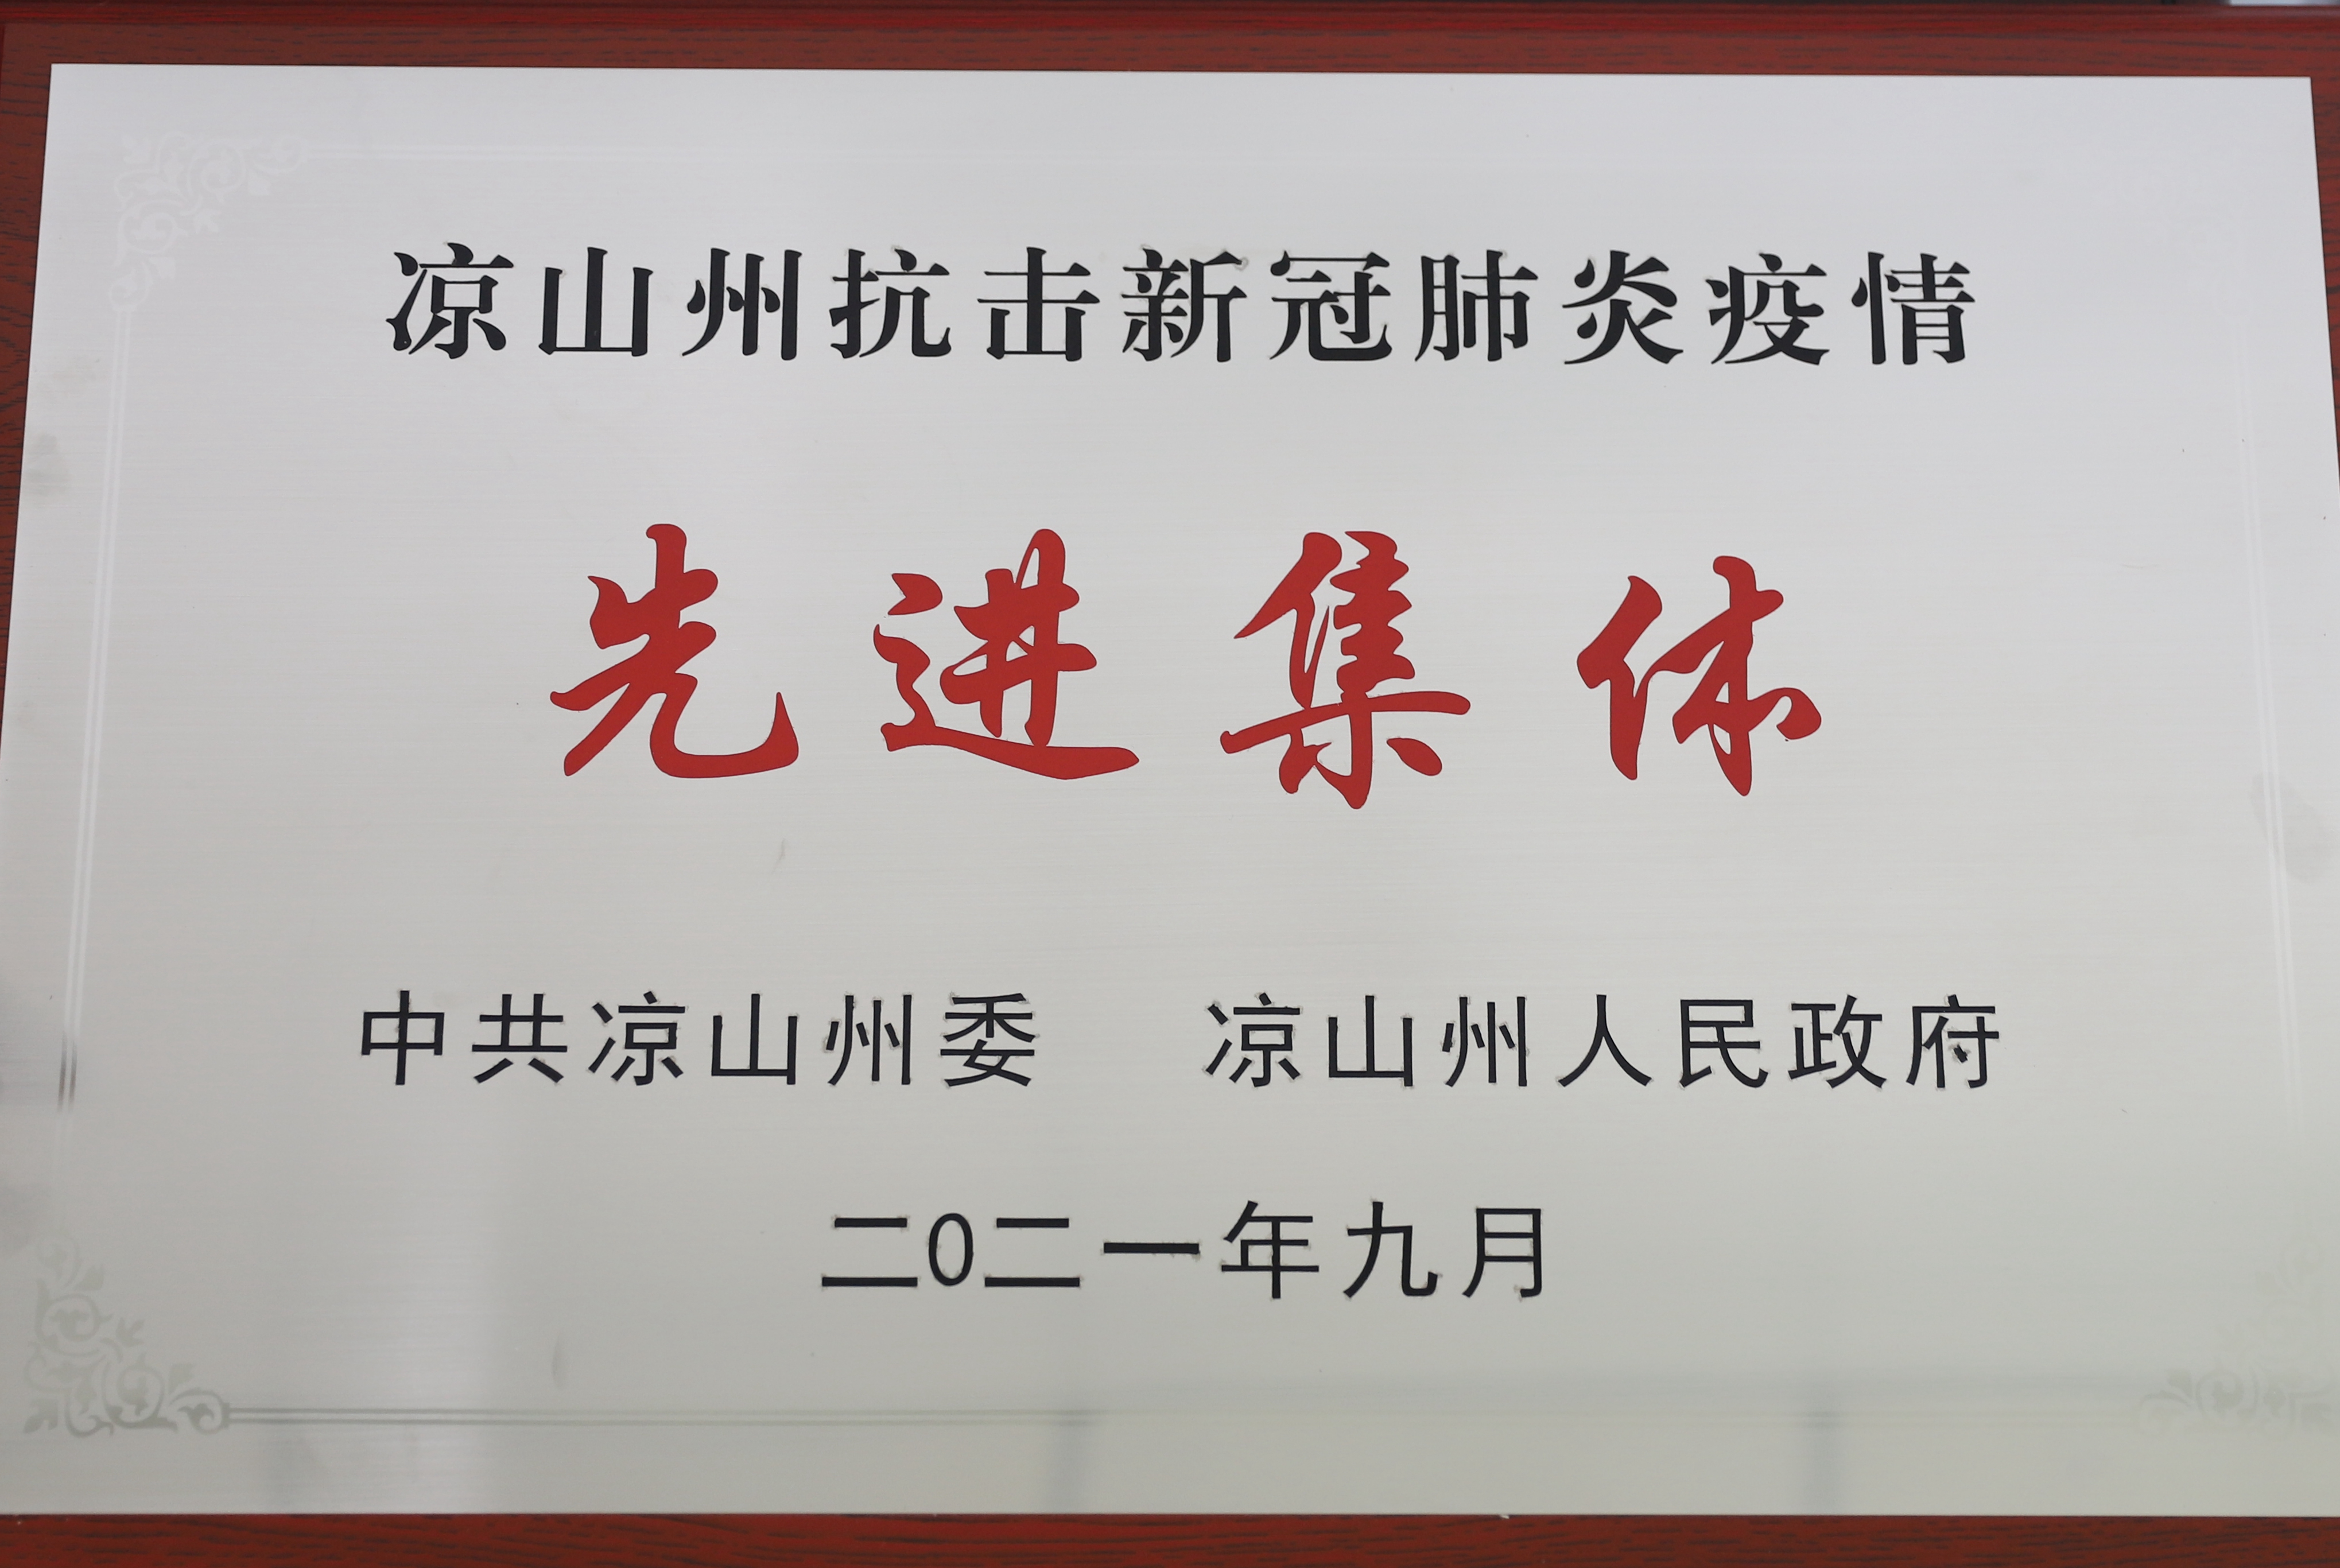 凉山州抗击新冠肺炎疫情
先进集体
中共凉山州委 凉山州人民政府
二0二一年九月